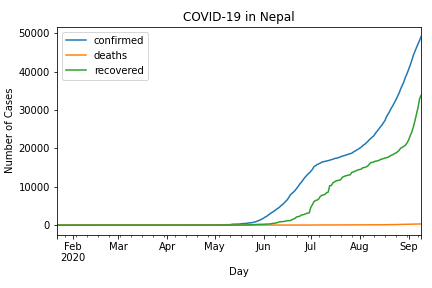 COVID-19 in Nepal
confirmed
deaths
recovered
Number of Cases
50000
40000
30000
20000
10000
0
Feb Mar Apr May Jun Jul Aug Sep
2020
Day